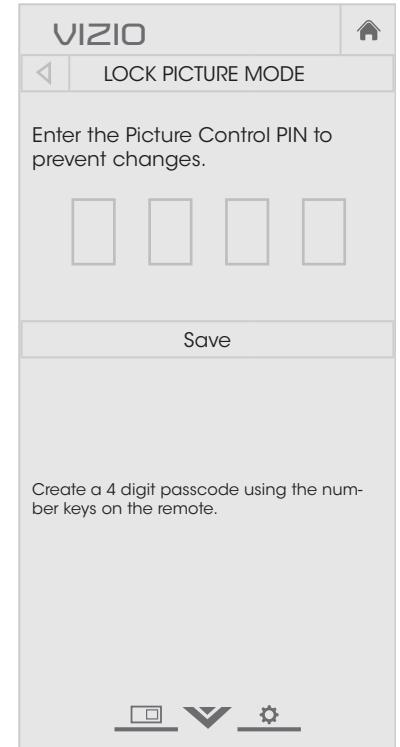 VIZIO
LOCK PICTURE MODE
Enter the Picture Control PIN to
prevent changes.
Save
Create a 4 digit passcode using the num-
ber keys on the remote.